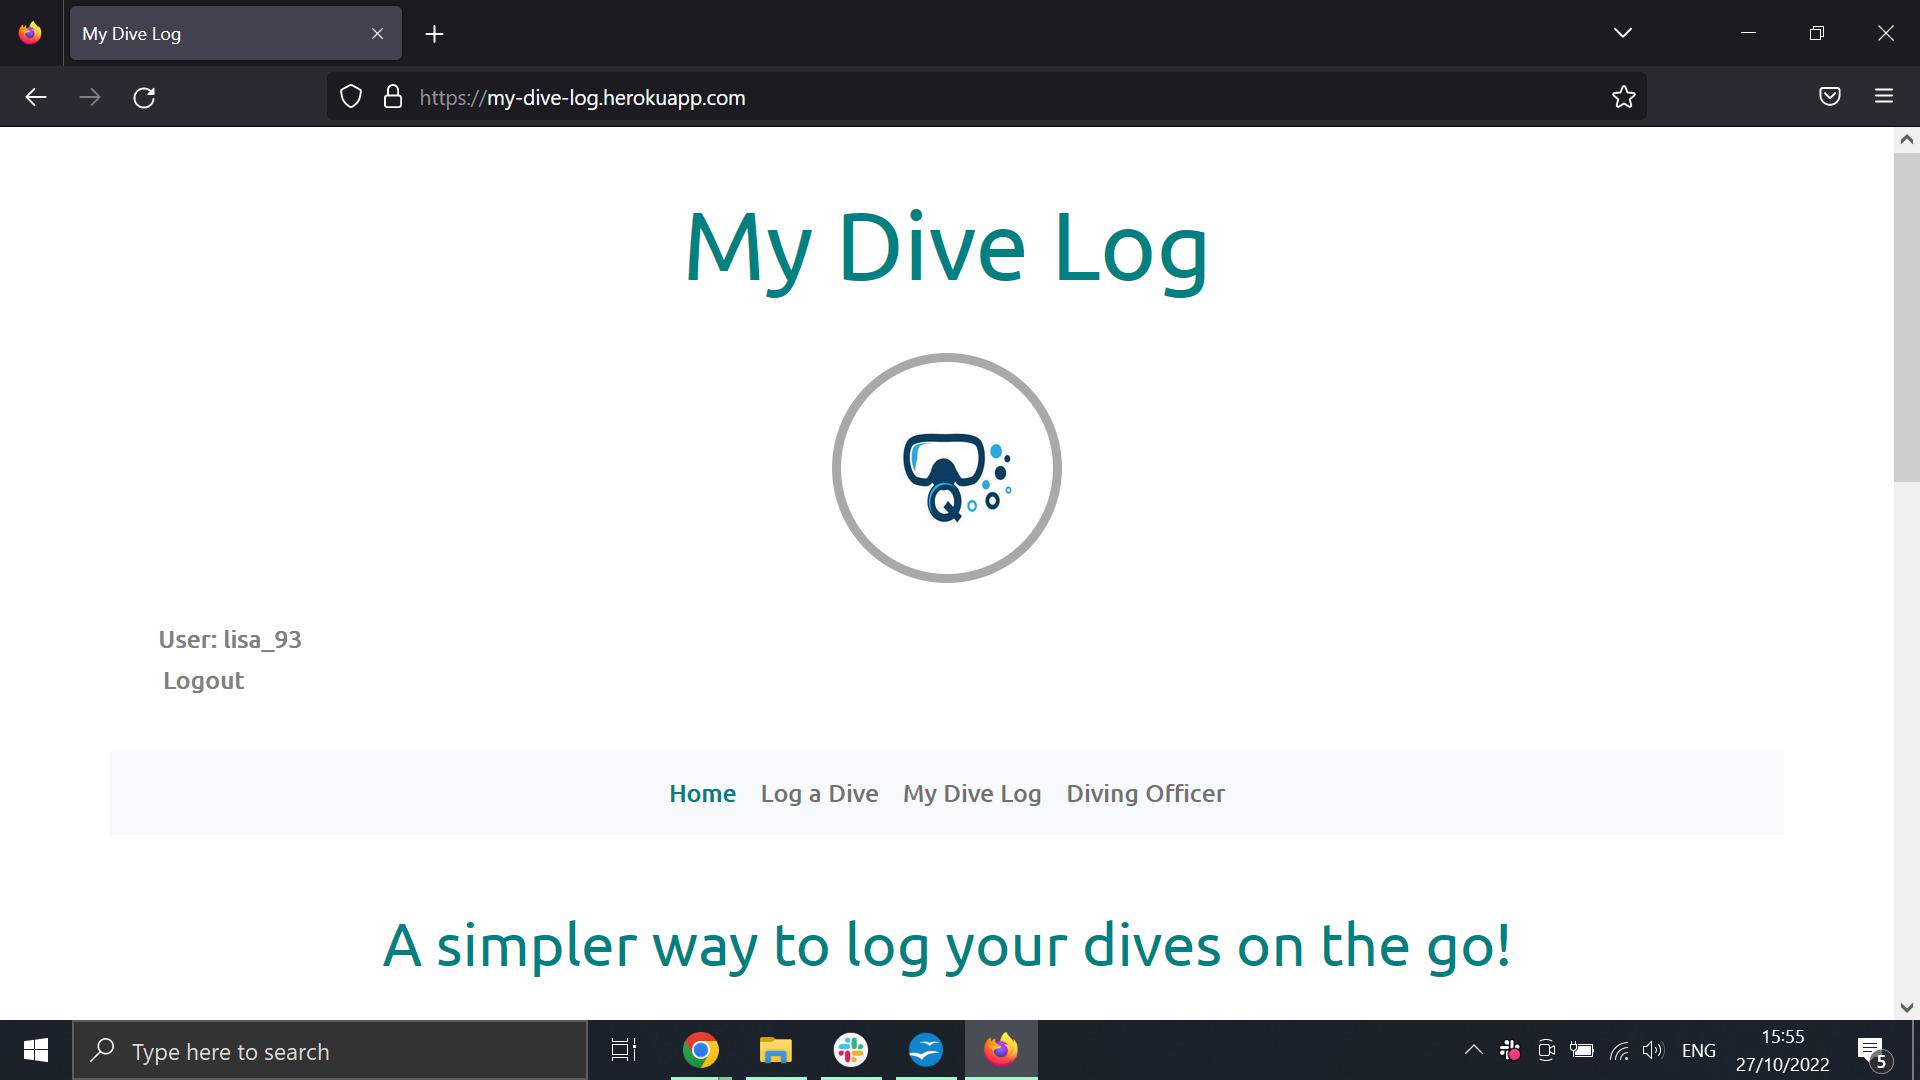 My Dive Log
https://my-dive-log.herokuapp.com
My Dive Log
Q
User: lisa_93
Logout
Home Log a Dive My Dive Log Diving Officer
A simpler way to log your dives on the go!
Type here to search
ENG
15:55
27/10/2022
5